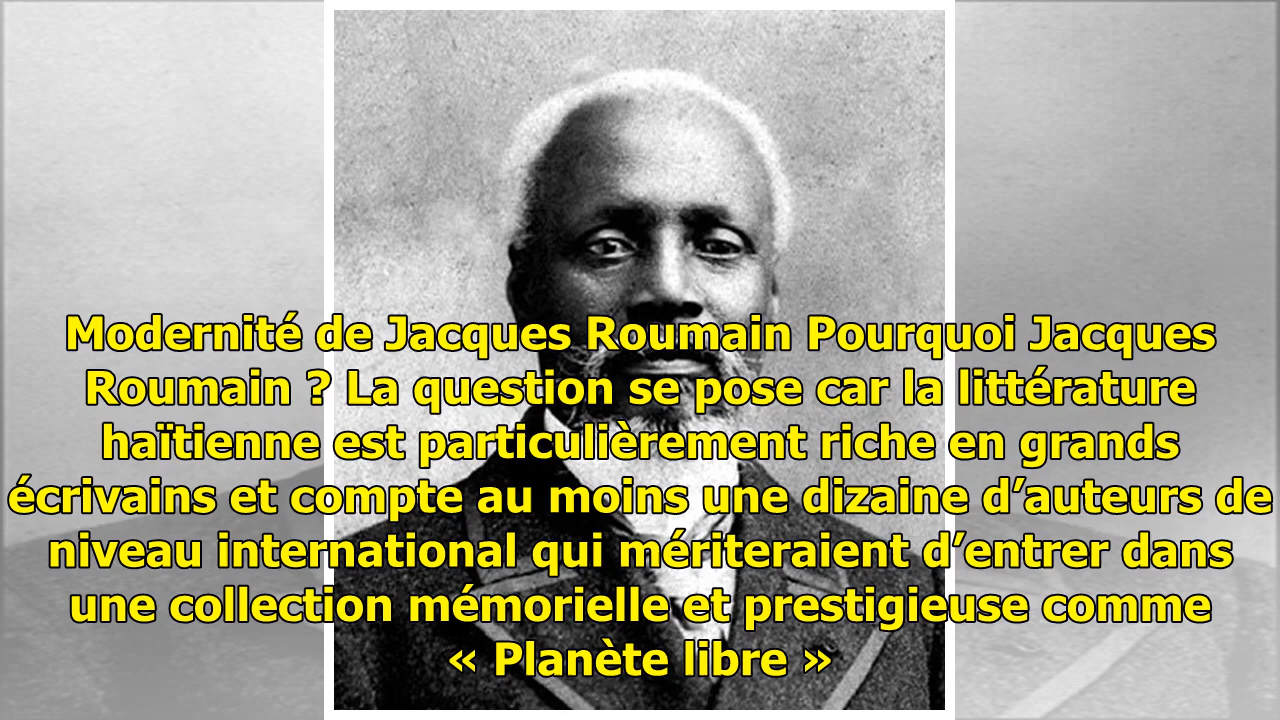 Modernité de Jacques Roumain Pourquoi Jacques
Roumain ? La question se pose car la littérature
haïtienne est particulièrement riche en grands
écrivains et compte au moins une dizaine d’auteurs de
niveau international qui mériteraient d’entrer dans
une collection mémorielle et prestigieuse comme
« Planète libre »